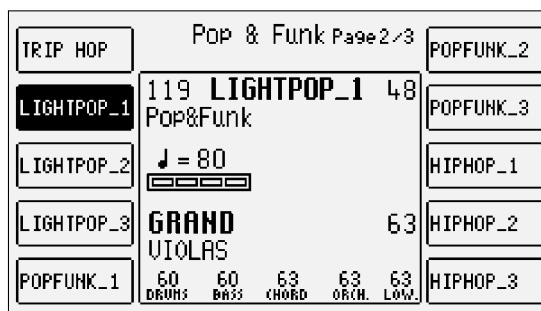 Pop & Funk Page 2/3
TRIP HOP
LIGHTPOP_1
LIGHTPOP_2
LIGHTPOP_3
POPFUNK_1
119 LIGHTPOP_1 48
Pop&Funk
♩ = 80
GRAND 63
VIOLAS
60 60 63 63 63
DRUMS BASS CHORD ORCH. LOW.
POPFUNK_2
POPFUNK_3
HIPHOP_1
HIPHOP_2
HIPHOP_3